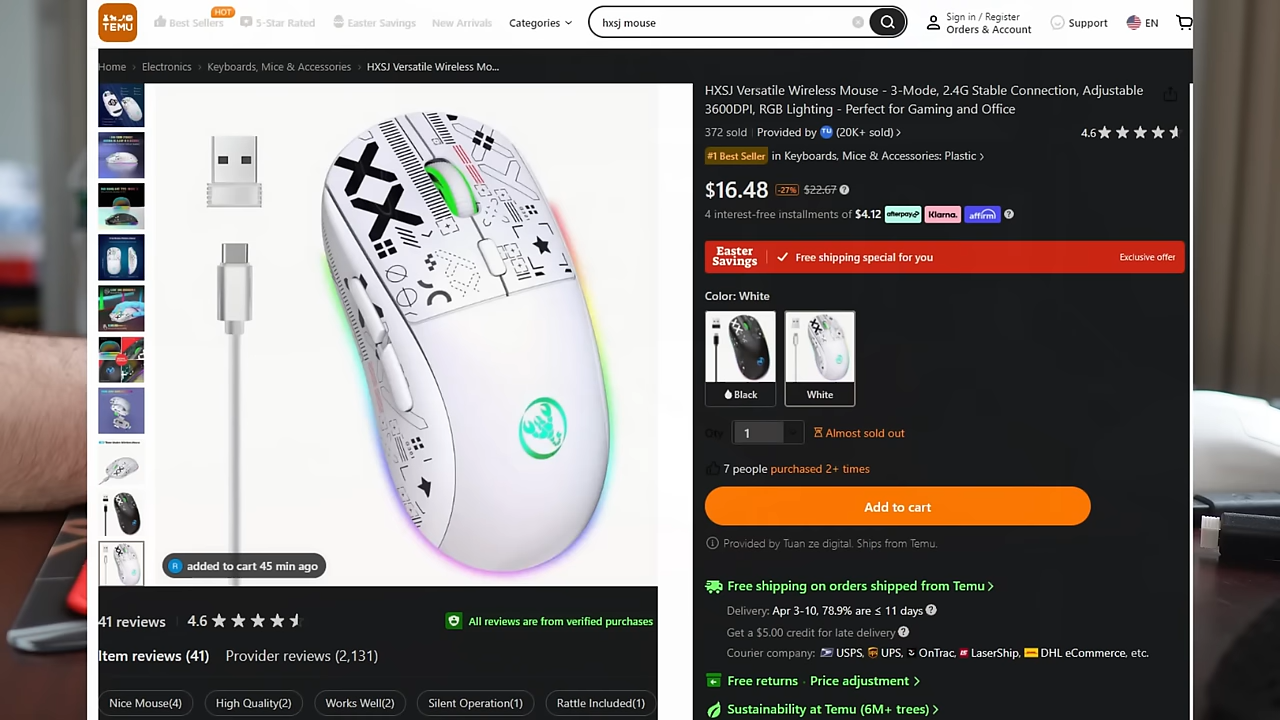 TEMU
Best Sellers
HOT
5-Star Rated
Easter Savings
New Arrivals
Categories
hxsj mouse
Sign in / Register
Orders & Account
Support
EN
Home › Electronics › Keyboards, Mice & Accessories › HXSJ Versatile Wireless Mo...
HXSJ Versatile Wireless Mouse - 3-Mode, 2.4G Stable Connection, Adjustable
3600DPI, RGB Lighting - Perfect for Gaming and Office
372 sold | Provided by TU (20K+ sold) ›
4.6
#1 Best Seller in Keyboards, Mice & Accessories: Plastic ›
$16.48 -27% $22.67
4 interest-free installments of $4.12 afterpay Klarna. affirm
Easter
Savings
Free shipping special for you
Exclusive offer
Color: White
Black
White
Qty
1
Almost sold out
7 people purchased 2+ times
Add to cart
Provided by Tuan ze digital. Ships from Temu.
R added to cart 45 min ago
Free shipping on orders shipped from Temu ›
Delivery: Apr 3-10, 78.9% are ≤ 11 days
Get a $5.00 credit for late delivery
Courier company: USPS, UPS, OnTrac, LaserShip, DHL eCommerce, etc.
Free returns · Price adjustment ›
Sustainability at Temu (6M+ trees) ›
41 reviews | 4.6
All reviews are from verified purchases
Item reviews (41)
Provider reviews (2,131)
Nice Mouse(4)
High Quality(2)
Works Well(2)
Silent Operation(1)
Rattle Included(1)